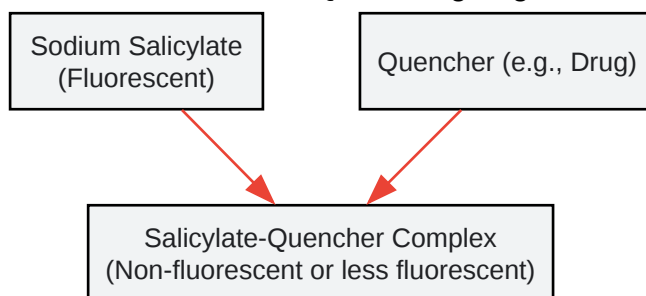 Sodium Salicylate
(Fluorescent)
Quencher (e.g., Drug)
Salicylate-Quencher Complex
(Non-fluorescent or less fluorescent)